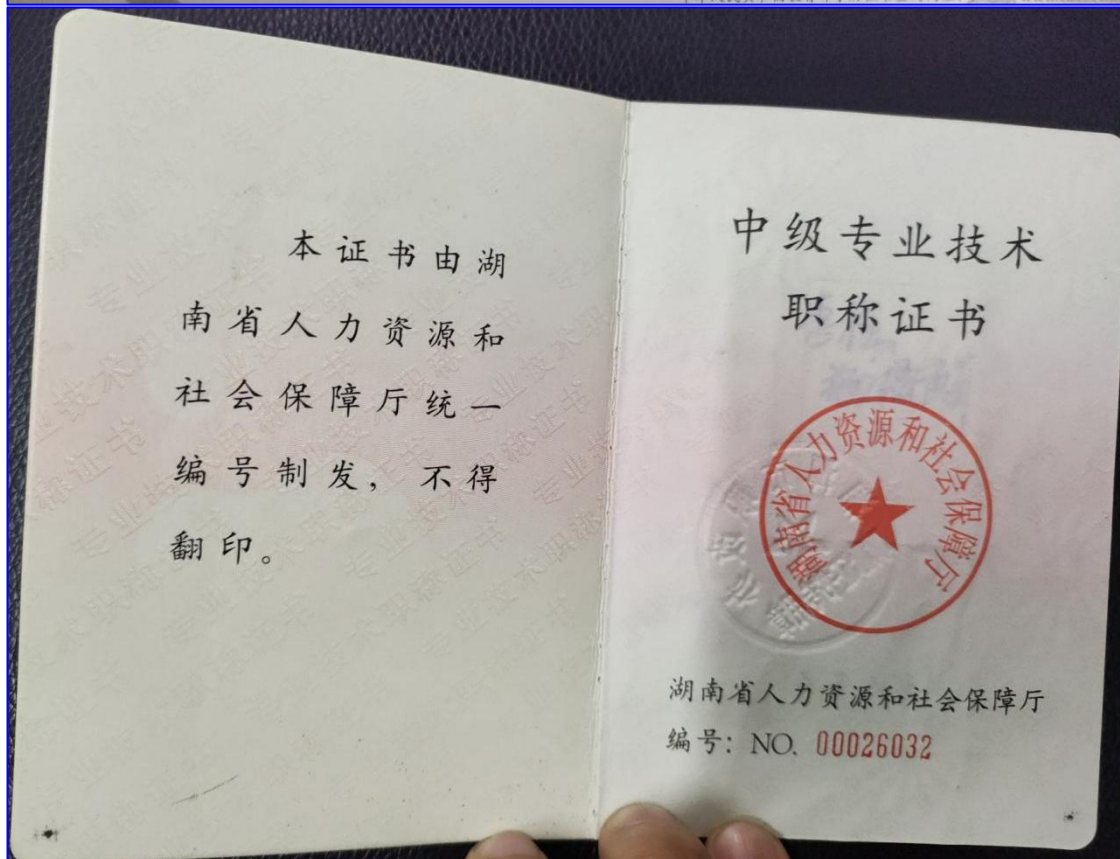 本证书由湖
南省人力资源和
社会保障厅统一
编号制发，不得
翻印。
中级专业技术
职称证书
湖南省人力资源和社会保障厅
湖南省人力资源和社会保障厅
编号：NO. 00026032